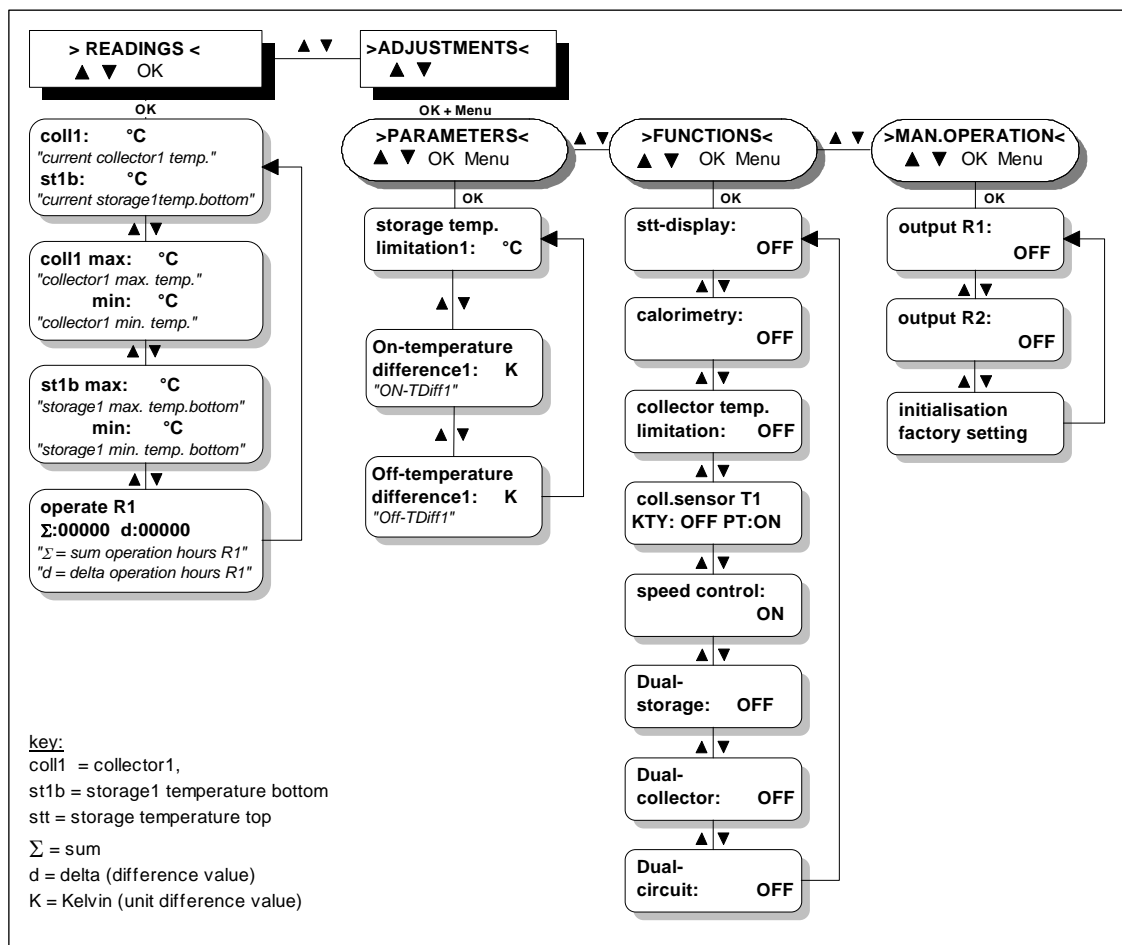 > READINGS <
▲ ▼ OK
▲ ▼
>ADJUSTMENTS<
▲ ▼
OK
coll1: °C
"current collector1 temp."
st1b: °C
"current storage1temp.bottom"
▲ ▼
coll1 max: °C
"collector1 max. temp."
min: °C
"collector1 min. temp."
▲ ▼
st1b max: °C
"storage1 max. temp.bottom"
min: °C
"storage1 min. temp. bottom"
▲ ▼
operate R1
Σ:00000 d:00000
"Σ = sum operation hours R1"
"d = delta operation hours R1"
OK + Menu
>PARAMETERS<
▲ ▼ OK Menu
▲ ▼
>FUNCTIONS<
▲ ▼ OK Menu
▲ ▼
>MAN.OPERATION<
▲ ▼ OK Menu
OK
storage temp.
limitation1: °C
▲ ▼
On-temperature
difference1: K
"ON-TDiff1"
▲ ▼
Off-temperature
difference1: K
"Off-TDiff1"
OK
stt-display:
OFF
▲ ▼
calorimetry:
OFF
▲ ▼
collector temp.
limitation: OFF
▲ ▼
coll.sensor T1
KTY: OFF PT:ON
▲ ▼
speed control:
ON
▲ ▼
Dual-
storage: OFF
▲ ▼
Dual-
collector: OFF
▲ ▼
Dual-
circuit: OFF
OK
output R1:
OFF
▲ ▼
output R2:
OFF
▲ ▼
initialisation
factory setting
key:
coll1 = collector1,
st1b = storage1 temperature bottom
stt = storage temperature top
Σ = sum
d = delta (difference value)
K = Kelvin (unit difference value)